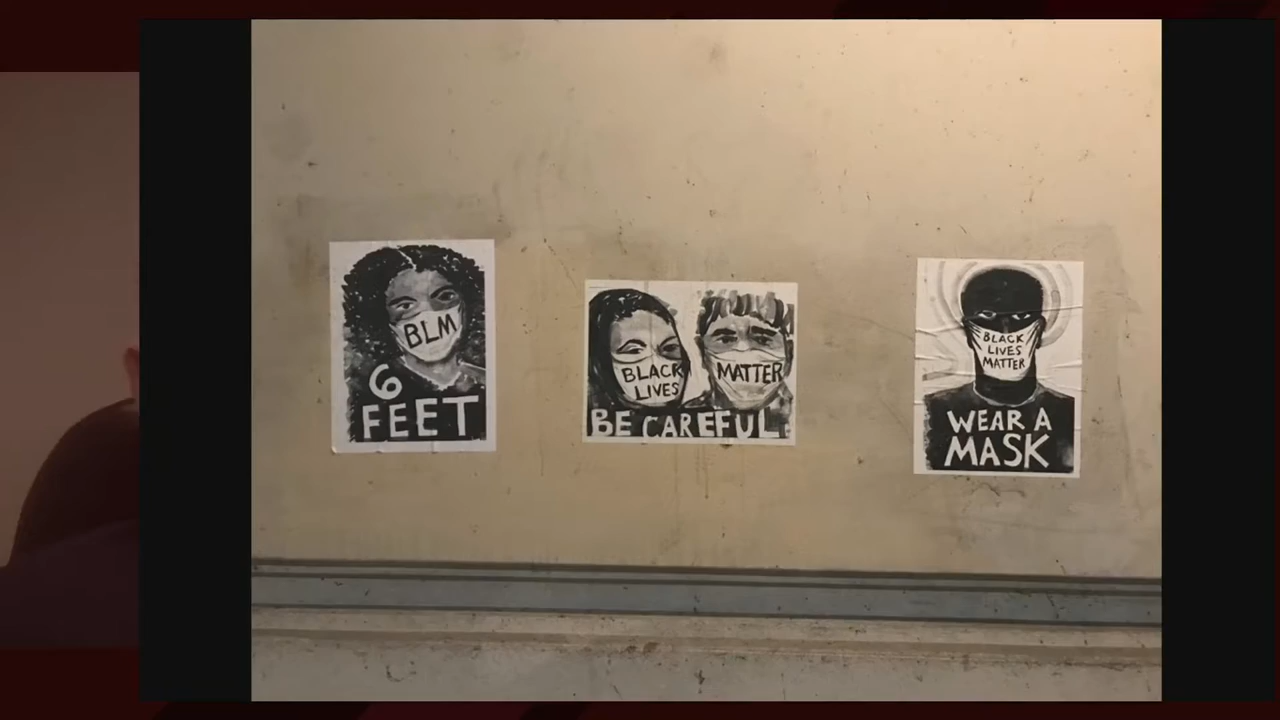 BLM
6
FEET
BLACK
LIVES
MATTER
BE CAREFUL
BLACK
LIVES
MATTER
WEAR A
MASK